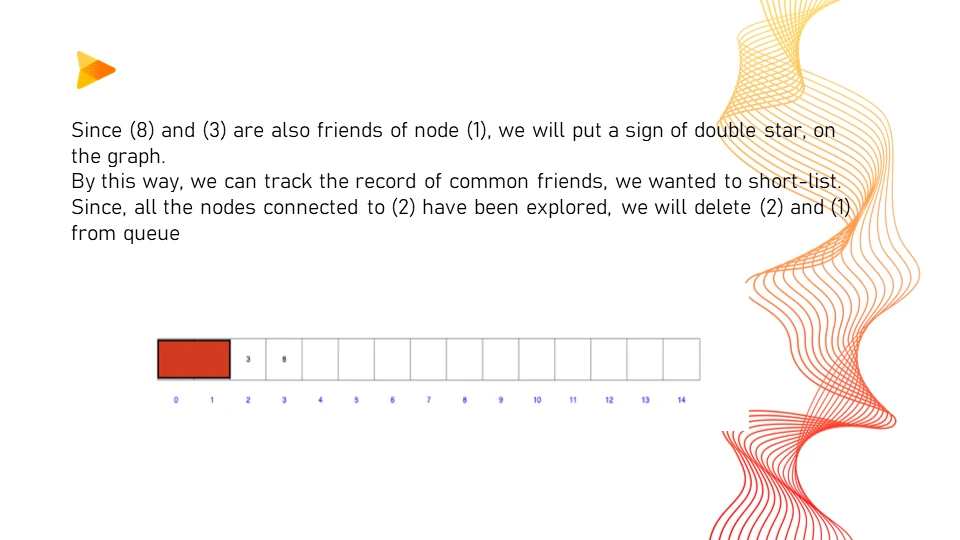 Since (8) and (3) are also friends of node (1), we will put a sign of double star, on
the graph.
By this way, we can track the record of common friends, we wanted to short-list.
Since, all the nodes connected to (2) have been explored, we will delete (2) and (1)
from queue
3 8
0 1 2 3 4 5 6 7 8 9 10 11 12 13 14